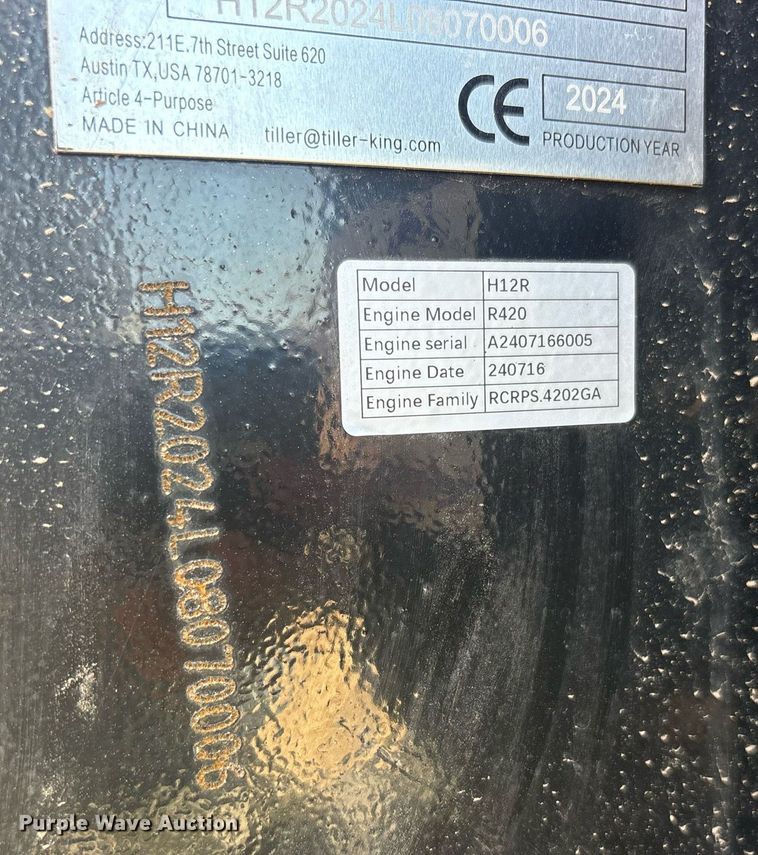 H12R2024L08070006
Address:211E.7th Street Suite 620
Austin TX,USA 78701-3218
Article 4-Purpose
MADE IN CHINA
tiller@tiller-king.com
CE
2024
PRODUCTION YEAR
Model H12R
Engine Model R420
Engine serial A2407166005
Engine Date 240716
Engine Family RCRPS.4202GA
H12R2024L08070006
Purple Wave Auction